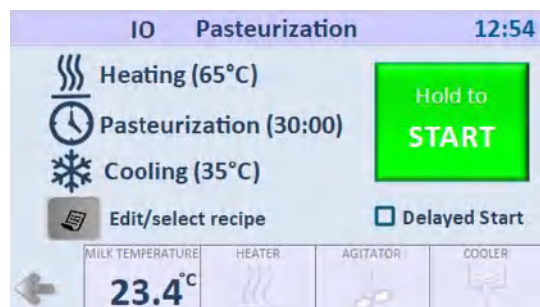 IO Pasteurization 12:54
Heating (65°C)
Hold to
START
Pasteurization (30:00)
Cooling (35°C)
Edit/select recipe
Delayed Start
MILK TEMPERATURE HEATER AGITATOR COOLER
23.4°C